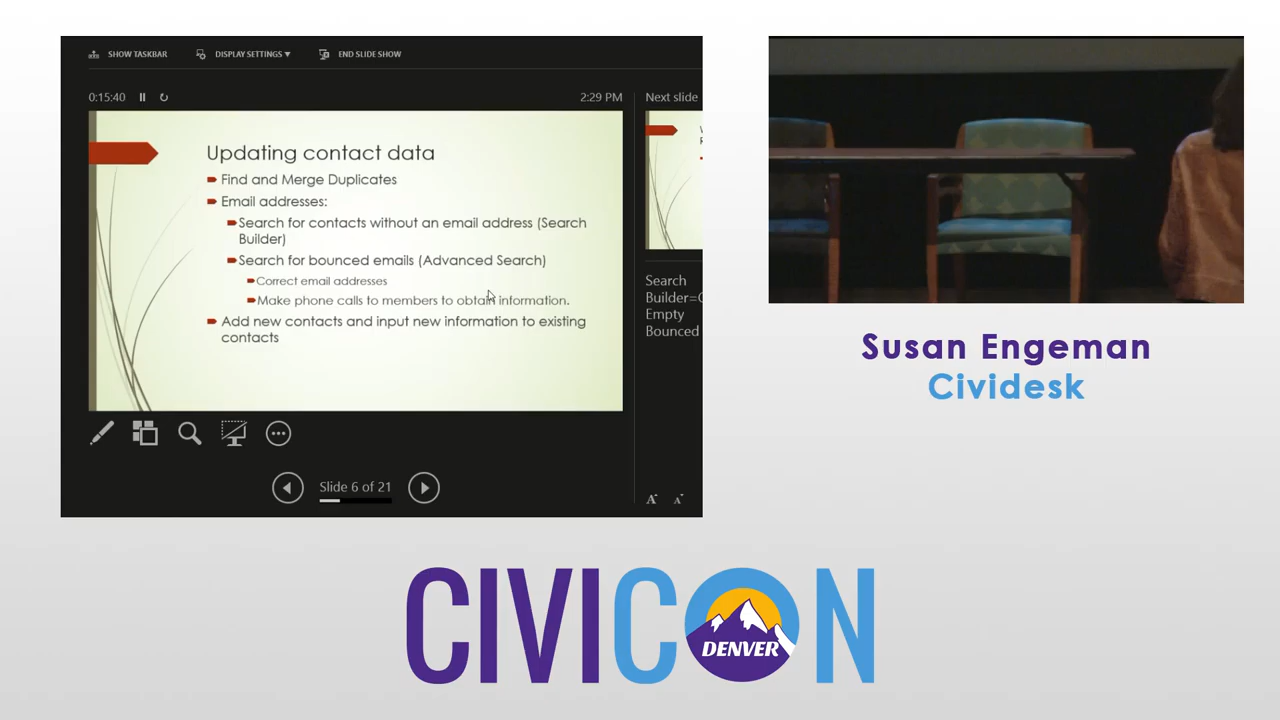 SHOW TASKBAR
DISPLAY SETTINGS ▼
END SLIDE SHOW
0:15:40
2:29 PM
Next slide
Updating contact data
Find and Merge Duplicates
Email addresses:
Search for contacts without an email address (Search
Builder)
Search for bounced emails (Advanced Search)
Correct email addresses
Make phone calls to members to obtain information.
Add new contacts and input new information to existing
contacts
Search
Builder=
Empty
Bounced
Slide 6 of 21
A A
Susan Engeman
Cividesk
CIVICON
DENVER